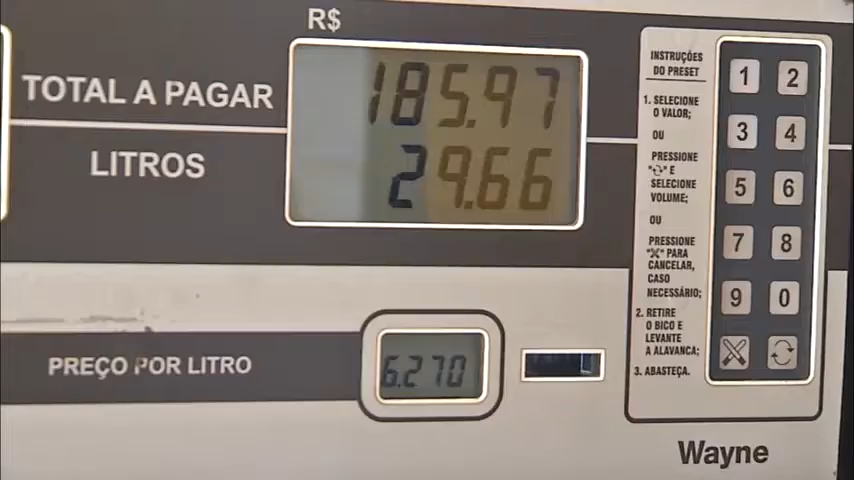 R$
TOTAL A PAGAR
185.97
LITROS
29.66
PREÇO POR LITRO
6.270
INSTRUÇÕES
DO PRESET
1. SELECIONE
O VALOR;
OU
PRESSIONE
" " E
SELECIONE
VOLUME;
OU
PRESSIONE
" " PARA
CANCELAR,
CASO
NECESSÁRIO;
2. RETIRE
O BICO E
LEVANTE
A ALAVANCA;
3. ABASTEÇA.
1 2
3 4
5 6
7 8
9 0
Wayne